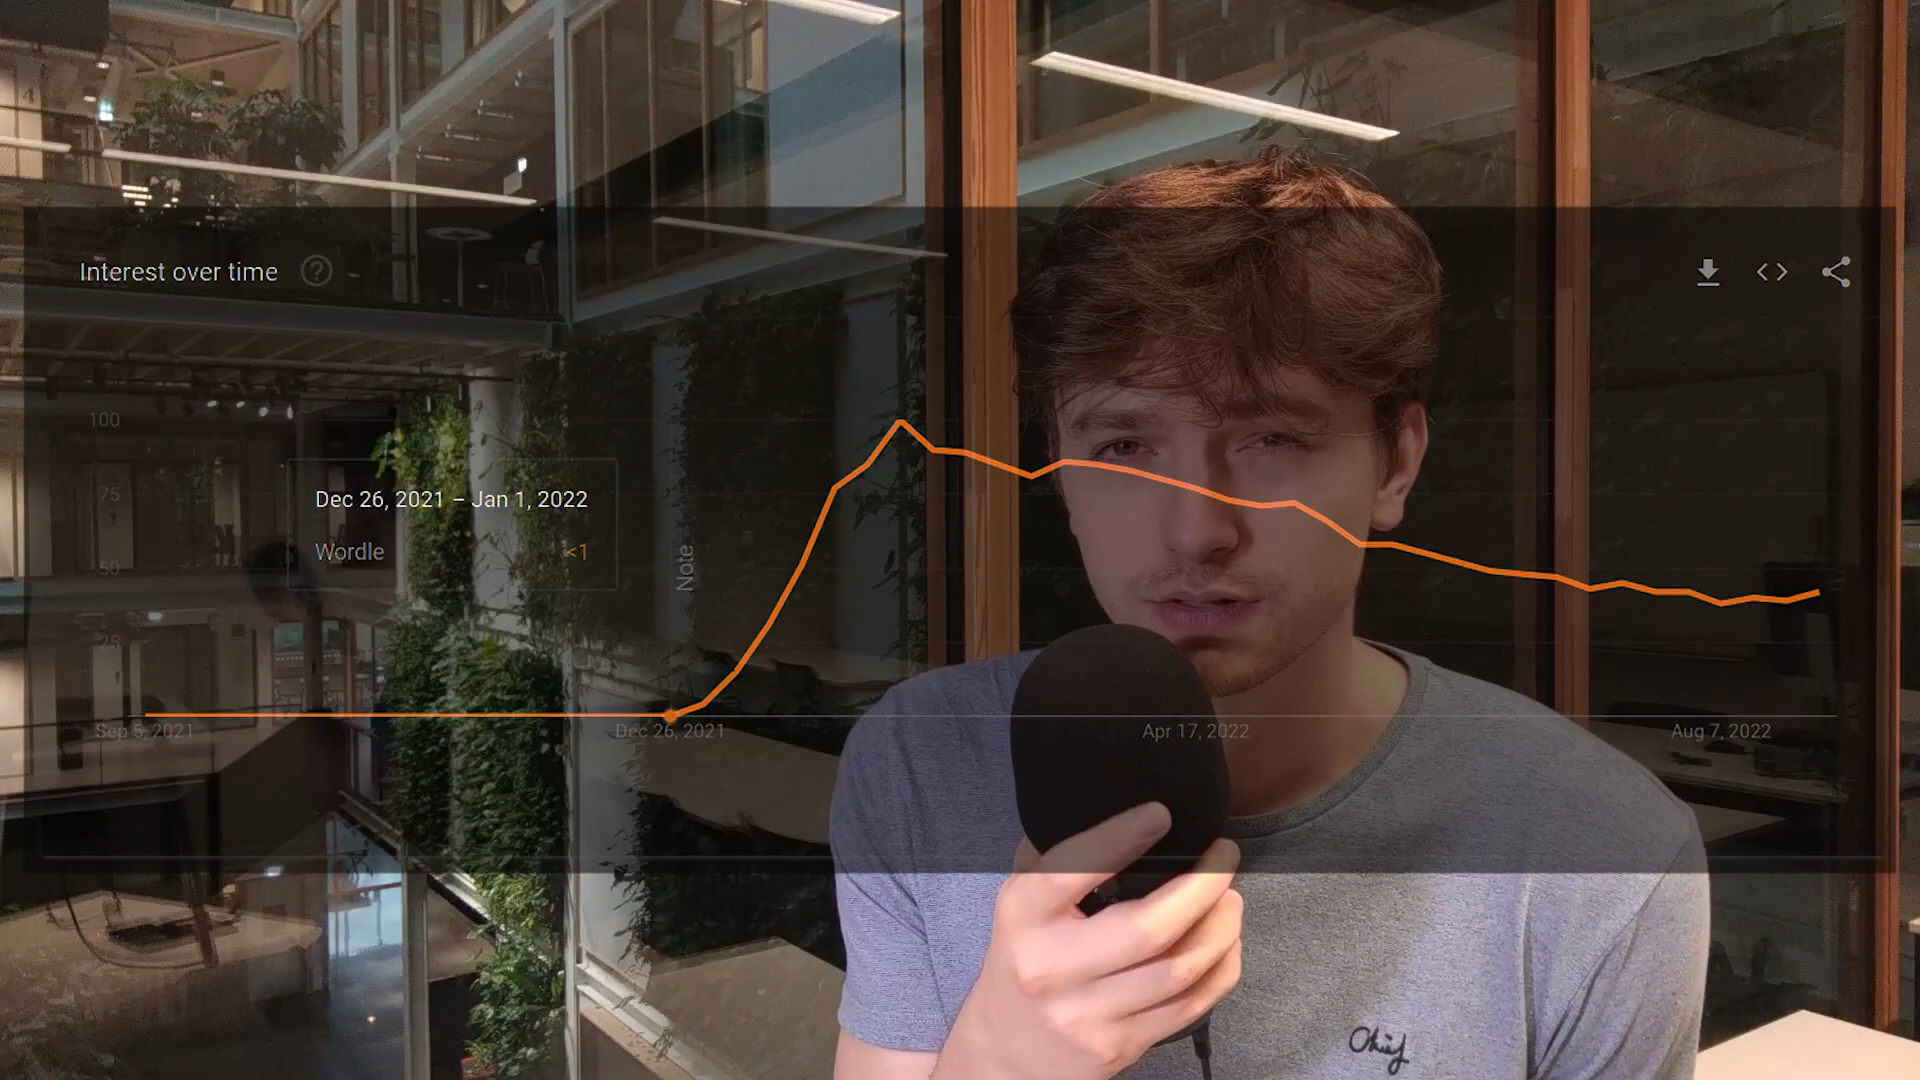 Interest over time
100
75
50
25
Dec 26, 2021 – Jan 1, 2022
Wordle <1
Note
Sep 5, 2021
Dec 26, 2021
Apr 17, 2022
Aug 7, 2022
Chief